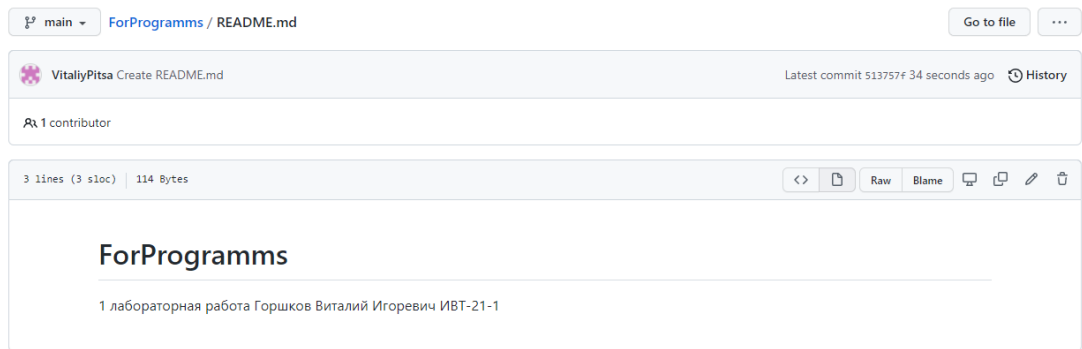 main ForProgramms / README.md Go to file ...
VitaliyPitsa Create README.md Latest commit 513757f 34 seconds ago History
1 contributor
3 lines (3 sloc) 114 Bytes <> Raw Blame
ForProgramms
1 лабораторная работа Горшков Виталий Игоревич ИВТ-21-1